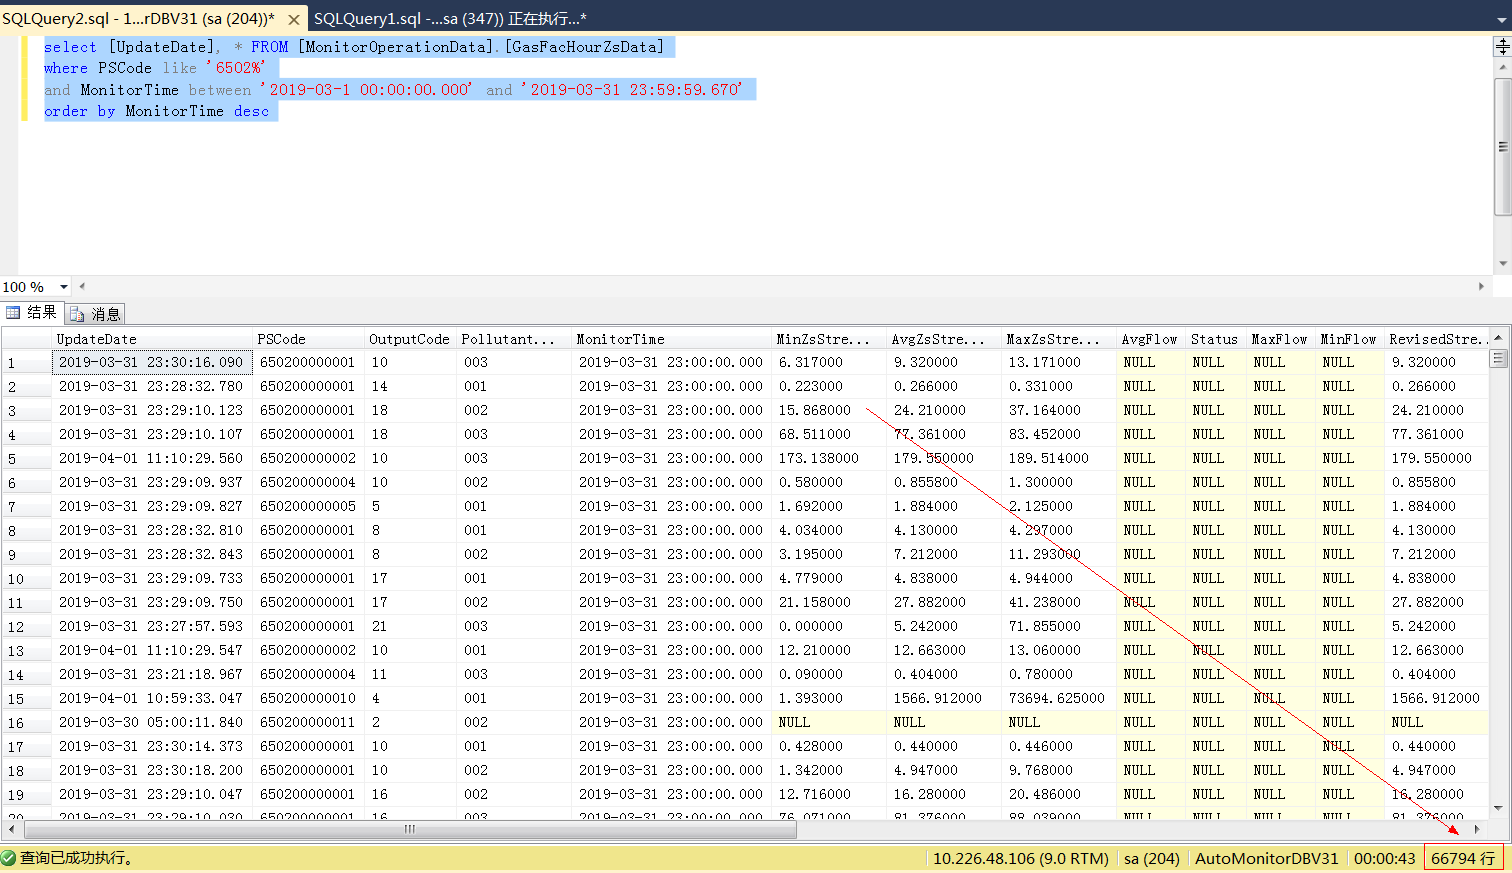 SQLQuery2.sql - 1...rDBV31 (sa (204))* SQLQuery1.sql -...sa (347)) 正在执行...*
select [UpdateDate], * FROM [MonitorOperationData].[GasFacHourZsData]
where PSCode like '6502%'
and MonitorTime between '2019-03-1 00:00:00.000' and '2019-03-31 23:59:59.670'
order by MonitorTime desc
100 %
结果 消息
UpdateDate PSCode OutputCode Pollutant... MonitorTime MinZsStre... AvgZsStre... MaxZsStre... AvgFlow Status MaxFlow MinFlow RevisedStre...
1 2019-03-31 23:30:16.090 650200000001 10 003 2019-03-31 23:00:00.000 6.317000 9.320000 13.171000 NULL NULL NULL NULL 9.320000
2 2019-03-31 23:28:32.780 650200000001 14 001 2019-03-31 23:00:00.000 0.223000 0.266000 0.331000 NULL NULL NULL NULL 0.266000
3 2019-03-31 23:29:10.123 650200000001 18 002 2019-03-31 23:00:00.000 15.868000 24.210000 37.164000 NULL NULL NULL NULL 24.210000
4 2019-03-31 23:29:10.107 650200000001 18 003 2019-03-31 23:00:00.000 68.511000 77.361000 83.452000 NULL NULL NULL NULL 77.361000
5 2019-04-01 11:10:29.560 650200000002 10 003 2019-03-31 23:00:00.000 173.138000 179.550000 189.514000 NULL NULL NULL NULL 179.550000
6 2019-03-31 23:29:09.937 650200000004 10 002 2019-03-31 23:00:00.000 0.580000 0.855800 1.300000 NULL NULL NULL NULL 0.855800
7 2019-03-31 23:29:09.827 650200000005 5 001 2019-03-31 23:00:00.000 1.692000 1.884000 2.125000 NULL NULL NULL NULL 1.884000
8 2019-03-31 23:28:32.810 650200000001 8 001 2019-03-31 23:00:00.000 4.034000 4.130000 4.297000 NULL NULL NULL NULL 4.130000
9 2019-03-31 23:28:32.843 650200000001 8 002 2019-03-31 23:00:00.000 3.195000 7.212000 11.293000 NULL NULL NULL NULL 7.212000
10 2019-03-31 23:29:09.733 650200000001 17 001 2019-03-31 23:00:00.000 4.779000 4.838000 4.944000 NULL NULL NULL NULL 4.838000
11 2019-03-31 23:29:09.750 650200000001 17 002 2019-03-31 23:00:00.000 21.158000 27.882000 41.238000 NULL NULL NULL NULL 27.882000
12 2019-03-31 23:27:57.593 650200000001 21 003 2019-03-31 23:00:00.000 0.000000 5.242000 71.855000 NULL NULL NULL NULL 5.242000
13 2019-04-01 11:10:29.547 650200000002 10 001 2019-03-31 23:00:00.000 12.210000 12.663000 13.060000 NULL NULL NULL NULL 12.663000
14 2019-03-31 23:21:18.967 650200000004 11 003 2019-03-31 23:00:00.000 0.090000 0.404000 0.780000 NULL NULL NULL NULL 0.404000
15 2019-04-01 10:59:33.047 650200000010 4 001 2019-03-31 23:00:00.000 1.393000 1566.912000 73694.625000 NULL NULL NULL NULL 1566.912000
16 2019-03-30 05:00:11.840 650200000011 2 002 2019-03-31 23:00:00.000 NULL NULL NULL NULL NULL NULL NULL NULL
17 2019-03-31 23:30:14.373 650200000001 10 001 2019-03-31 23:00:00.000 0.428000 0.440000 0.446000 NULL NULL NULL NULL 0.440000
18 2019-03-31 23:30:18.200 650200000001 10 002 2019-03-31 23:00:00.000 1.342000 4.947000 9.768000 NULL NULL NULL NULL 4.947000
19 2019-03-31 23:29:10.047 650200000001 16 002 2019-03-31 23:00:00.000 12.716000 16.280000 20.486000 NULL NULL NULL NULL 16.280000
20 2019-03-31 23:29:10.030 650200000001 16 003 2019-03-31 23:00:00.000 76.071000 81.376000 88.039000 NULL NULL NULL NULL 81.376000
查询已成功执行。 10.226.48.106 (9.0 RTM) sa (204) AutoMonitorDBV31 00:00:43 66794 行